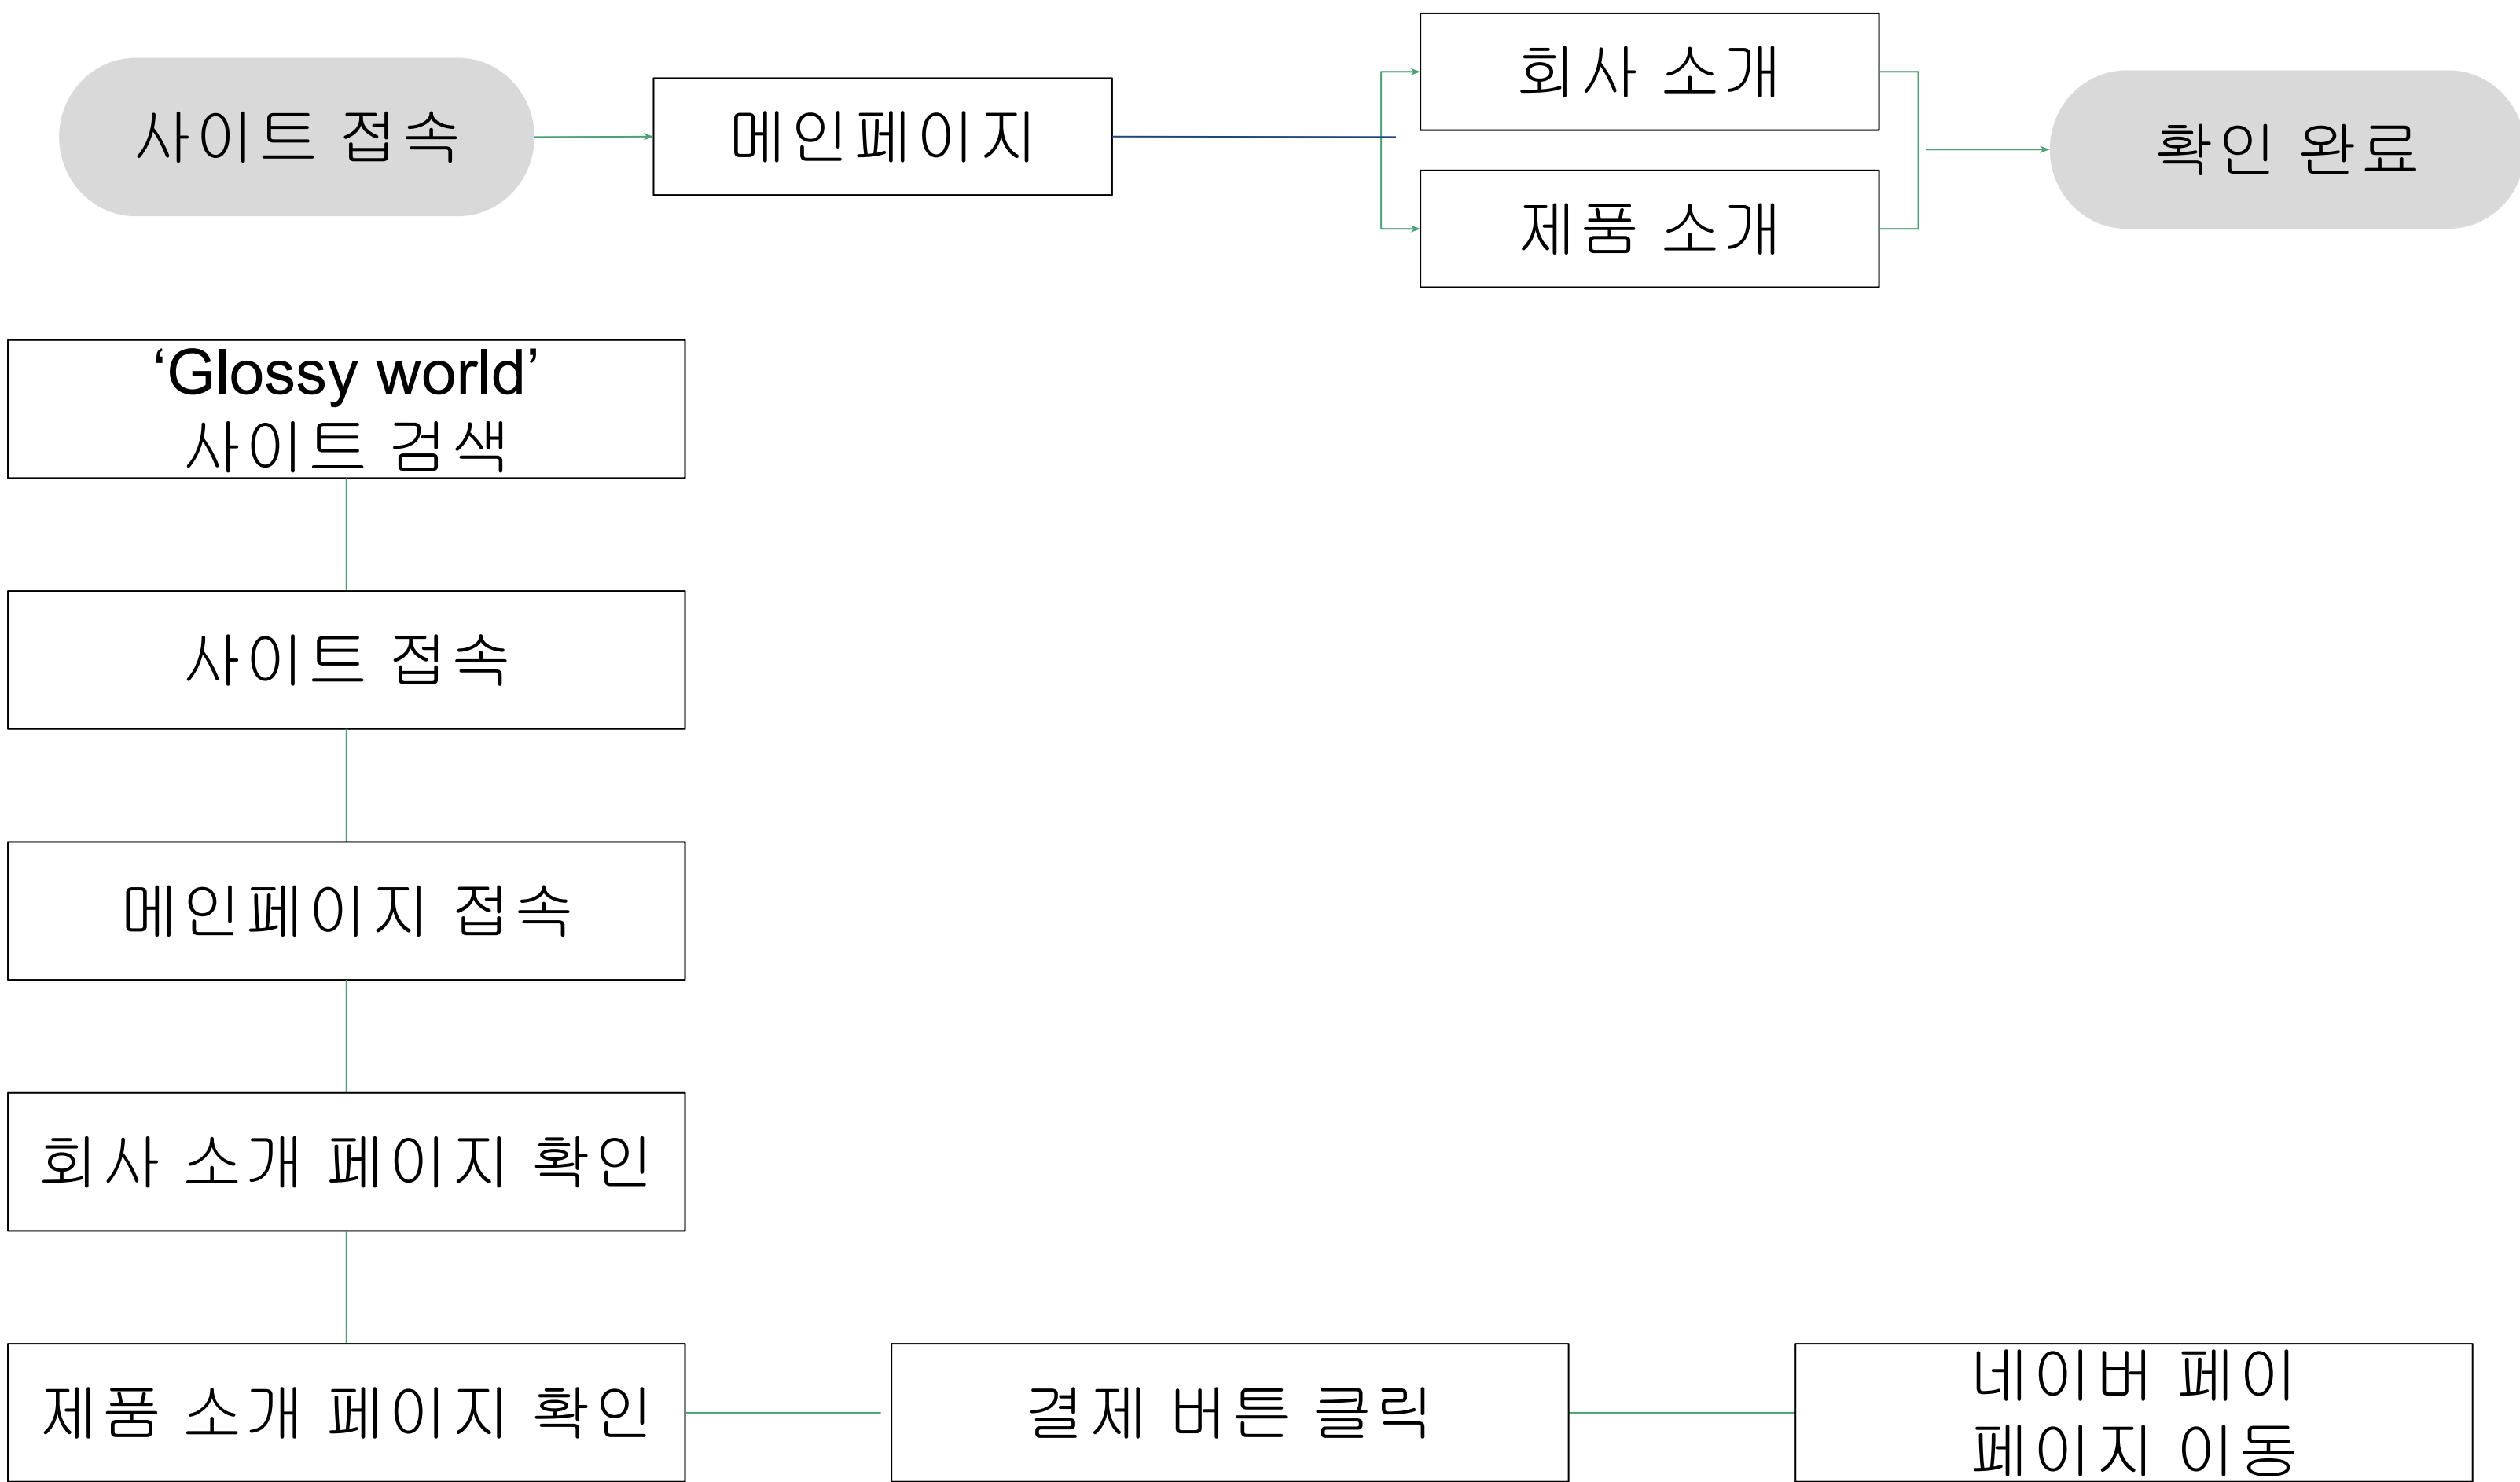 사이트 접속
메인페이지
회사 소개
제품 소개
확인 완료
‘Glossy world’
사이트 검색
사이트 접속
메인페이지 접속
회사 소개 페이지 확인
제품 소개 페이지 확인
결제 버튼 클릭
네이버 페이
페이지 이동